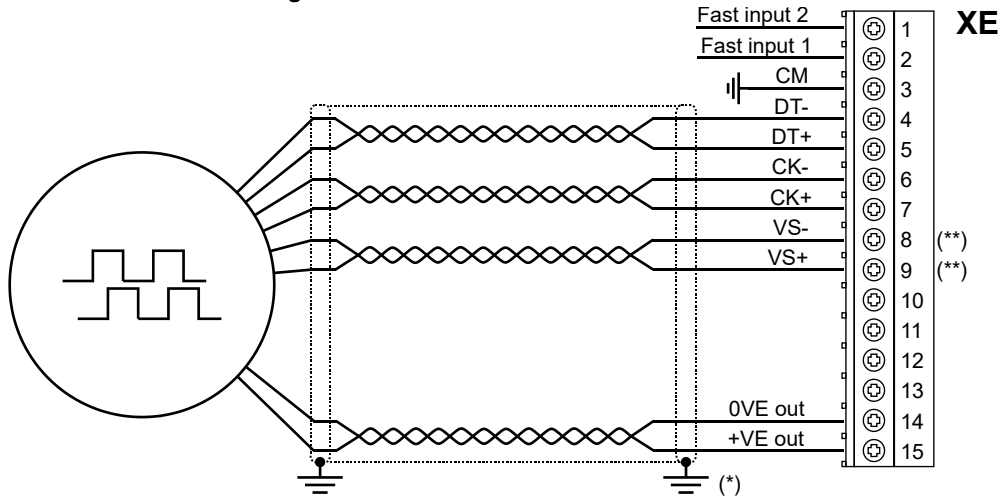 Fast input 2
1
XE
Fast input 1
2
CM
3
DT-
4
DT+
5
CK-
6
CK+
7
VS-
8
(**)
VS+
9
(**)
10
11
12
13
0VE out
14
+VE out
15
(*)